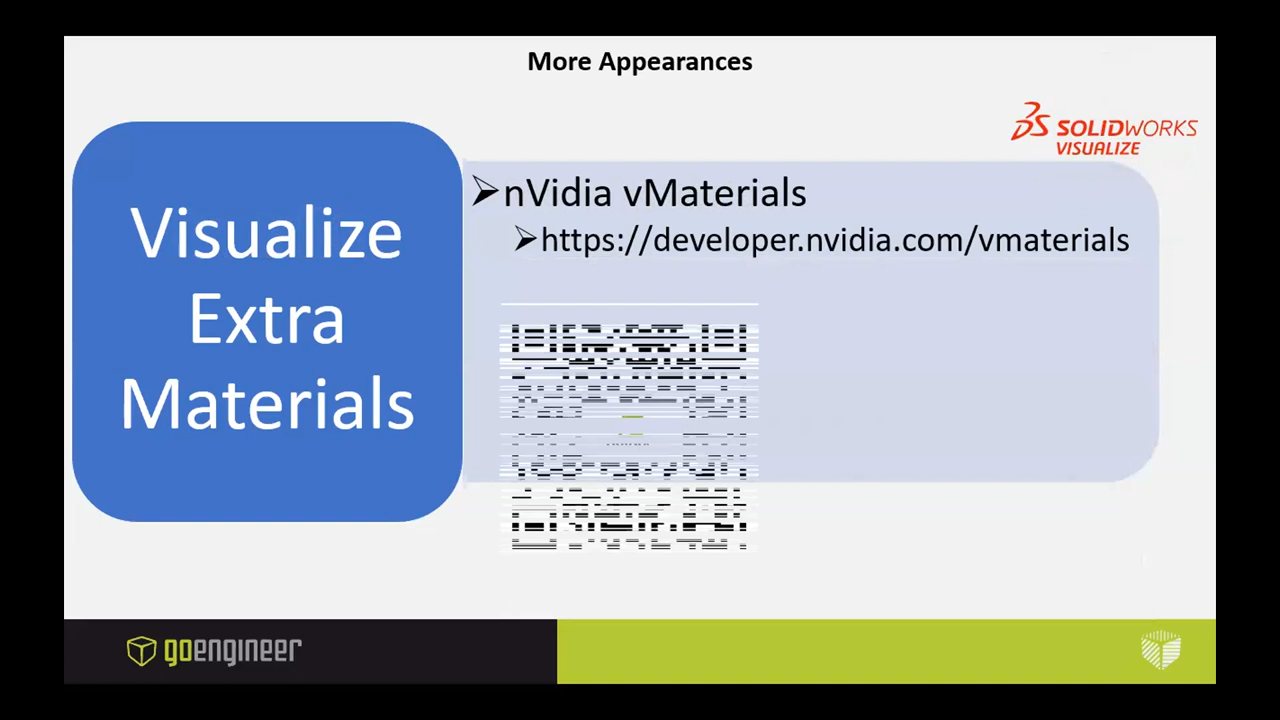 More Appearances
SOLIDWORKS
VISUALIZE
Visualize
Extra
Materials
➢nVidia vMaterials
➢https://developer.nvidia.com/vmaterials
goengineer